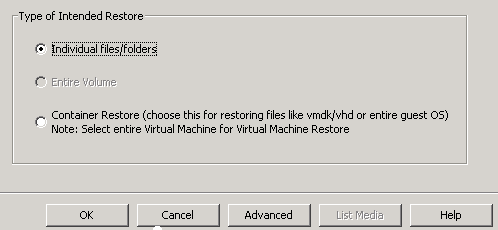 Type of Intended Restore
Individual files/folders
Entire Volume
Container Restore (choose this for restoring files like vmdk/vhd or entire guest OS)
Note: Select entire Virtual Machine for Virtual Machine Restore
OK
Cancel
Advanced
List Media
Help